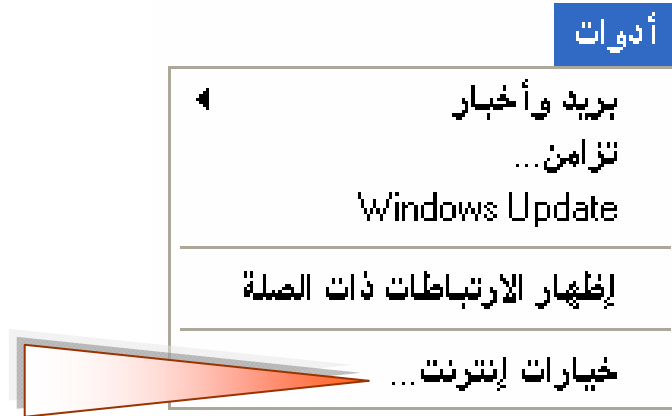 أدوات
بريد وأخبار
تزامن...
Windows Update
إظهار الارتباطات ذات الصلة
خيارات إنترنت...